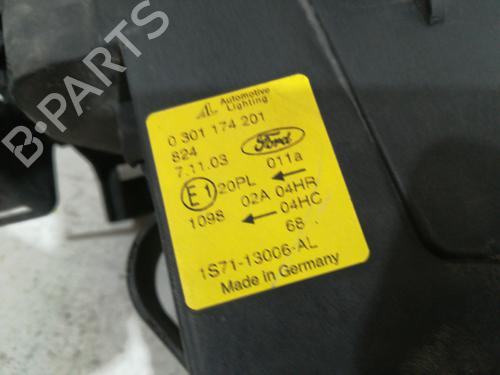 B-PARTS
AL Automotive
Lighting
0 301 174 201
824
7.11.03
Ford
011a
E1 20PL
1098 02A 04HR
04HC
68
1S71-13006-AL
Made in Germany